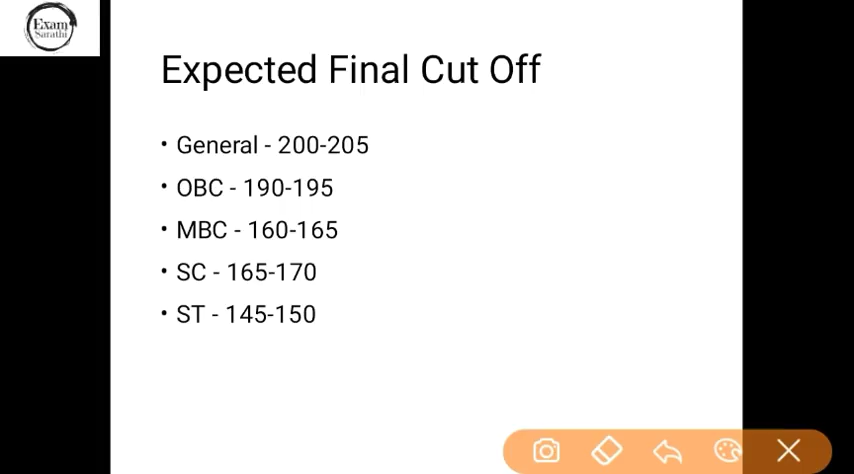 Exam
Sarathi
Expected Final Cut Off
• General - 200-205
• OBC - 190-195
• MBC - 160-165
• SC - 165-170
• ST - 145-150